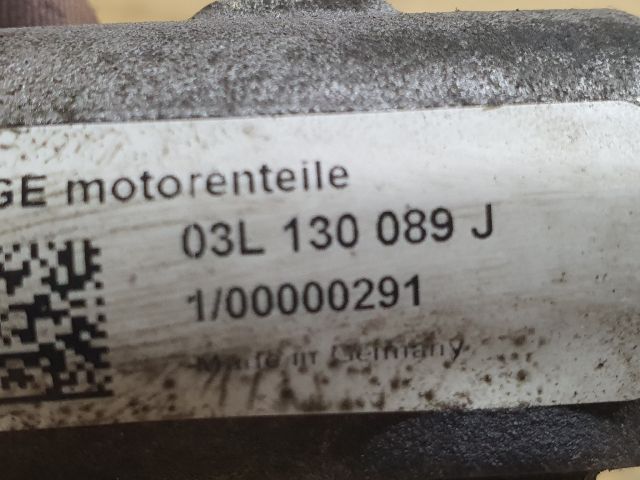 GE motorenteile
03L 130 089 J
1/00000291
Made in Germany